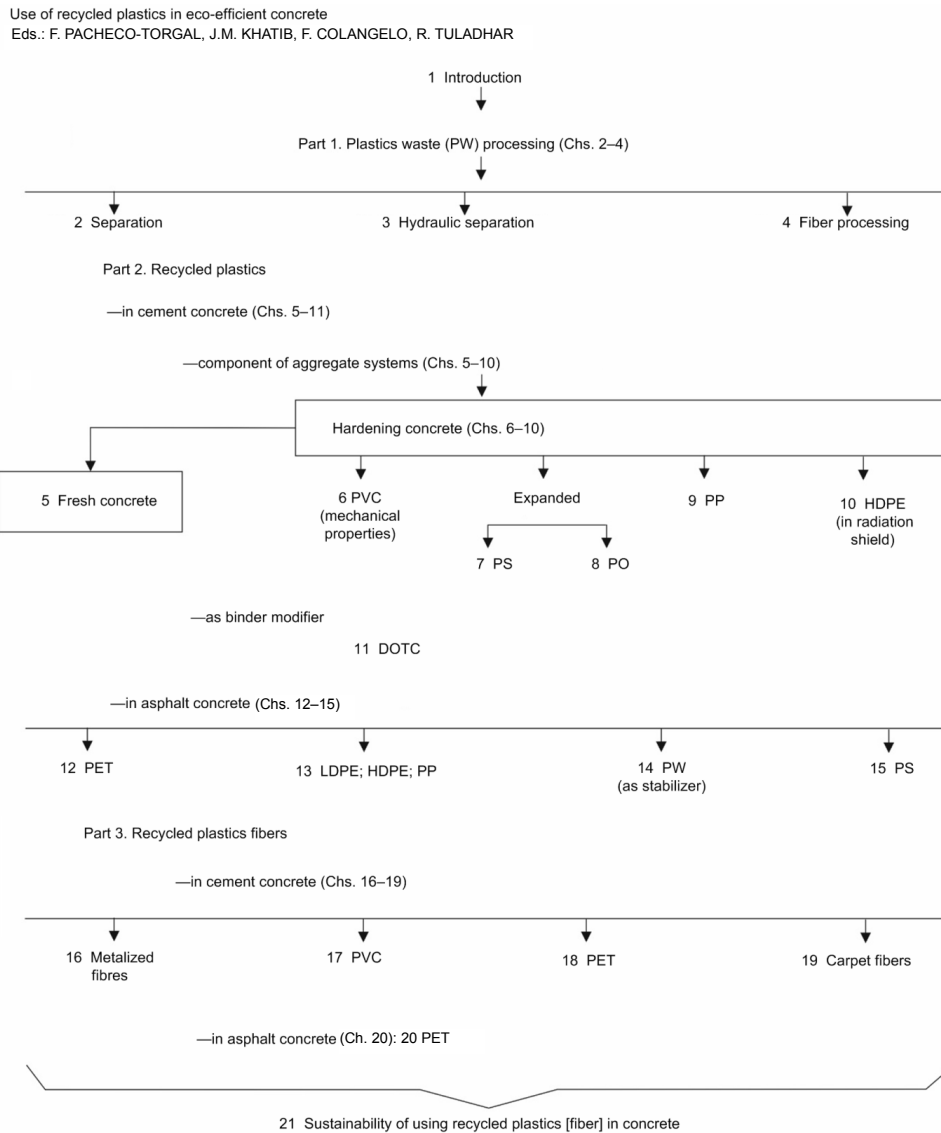 Use of recycled plastics in eco-efficient concrete
Eds.: F. PACHECO-TORGAL, J.M. KHATIB, F. COLANGELO, R. TULADHAR
1 Introduction
Part 1. Plastics waste (PW) processing (Chs. 2–4)
2 Separation
3 Hydraulic separation
4 Fiber processing
Part 2. Recycled plastics
—in cement concrete (Chs. 5–11)
—component of aggregate systems (Chs. 5–10)
Hardening concrete (Chs. 6–10)
5 Fresh concrete
6 PVC
(mechanical
properties)
Expanded
9 PP
10 HDPE
(in radiation
shield)
7 PS
8 PO
—as binder modifier
11 DOTC
—in asphalt concrete (Chs. 12–15)
12 PET
13 LDPE; HDPE; PP
14 PW
(as stabilizer)
15 PS
Part 3. Recycled plastics fibers
—in cement concrete (Chs. 16–19)
16 Metalized
fibres
17 PVC
18 PET
19 Carpet fibers
—in asphalt concrete (Ch. 20): 20 PET
21 Sustainability of using recycled plastics [fiber] in concrete